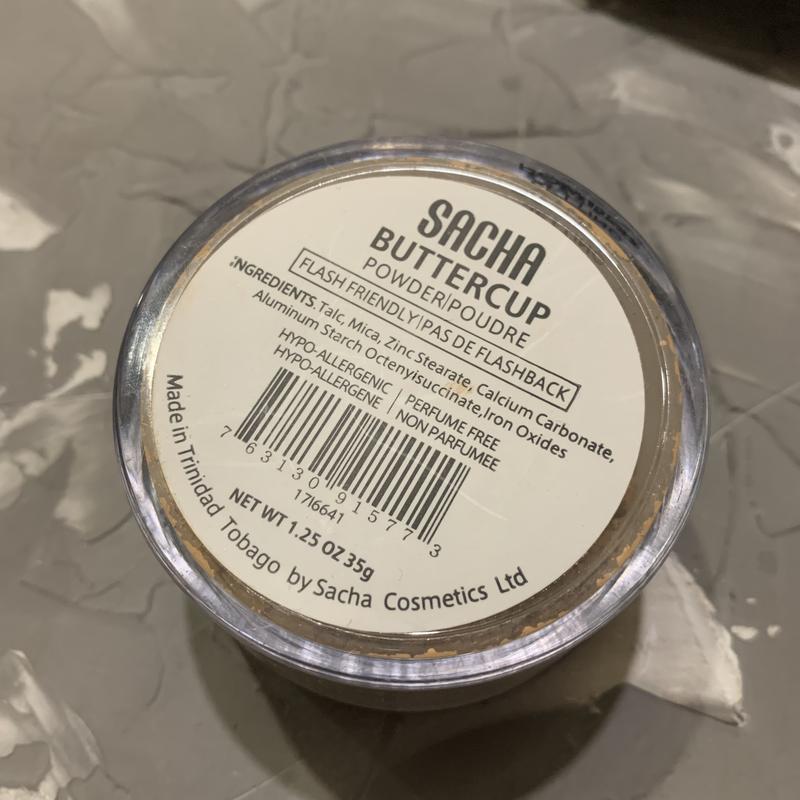 SACHA
BUTTERCUP
POWDER|POUDRE
FLASH FRIENDLY|PAS DE FLASHBACK
INGREDIENTS.Talc, Mica, Zinc Stearate, Calcium Carbonate,
Aluminum Starch Octenyisuccinate,Iron Oxides
HYPO-ALLERGENIC | PERFUME FREE
HYPO-ALLERGENE | NON PARFUMEE
7 63130 91577 3
17I6641
NET WT 1.25 OZ 35g
Made in Trinidad Tobago by Sacha Cosmetics Ltd